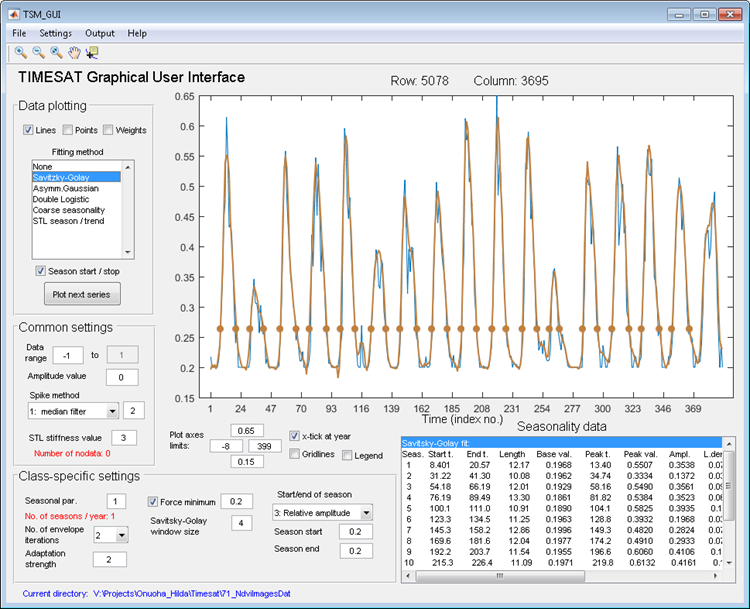 TSM_GUI
File Settings Output Help
TIMESAT Graphical User Interface
Row: 5078 Column: 3695
Data plotting
Lines Points Weights
Fitting method
None
Savitzky-Golay
Asymm.Gaussian
Double Logistic
Coarse seasonality
STL season / trend
Season start / stop
Plot next series
Common settings
Data range -1 to 1
Amplitude value 0
Spike method
1: median filter 2
STL stiffness value 3
Number of nodata: 0
0.65
0.6
0.55
0.5
0.45
0.4
0.35
0.3
0.25
0.2
0.15
1 24 47 70 93 116 139 162 185 208 231 254 277 300 323 346 369
Time (index no.)
Plot axes limits:
0.65
-8 399
0.15
x-tick at year
Gridlines Legend
Class-specific settings
Seasonal par. 1
No. of seasons / year: 1
No. of envelope iterations 2
Adaptation strength 2
Force minimum 0.2
Savitsky-Golay window size 4
Start/end of season
3: Relative amplitude
Season start 0.2
Season end 0.2
Seasonality data
Savitsky-Golay fit:
Seas. Start t. End t. Length Base val. Peak t. Peak val. Ampl. L.der
1 8.401 20.57 12.17 0.1968 13.40 0.5507 0.3538 0.07
2 31.22 41.30 10.08 0.1962 34.74 0.3334 0.1372 0.03
3 54.18 66.19 12.01 0.1929 58.16 0.5490 0.3561 0.09
4 76.19 89.49 13.30 0.1861 81.82 0.5384 0.3523 0.06
5 100.1 111.0 10.91 0.1890 104.1 0.5825 0.3935
6 123.3 134.5 11.25 0.1963 128.8 0.3932 0.1968 0.03
7 145.3 158.2 12.86 0.1996 149.3 0.4820 0.2824 0.07
8 169.6 181.6 12.04 0.1977 174.2 0.4910 0.2933 0.07
9 192.2 203.7 11.54 0.1955 196.6 0.6060 0.4106
10 215.3 226.4 11.09 0.1971 219.8 0.6132 0.4161
Current directory: V:\Projects\Onuoha_Hilda\Timesat\71_NdviImagesDat